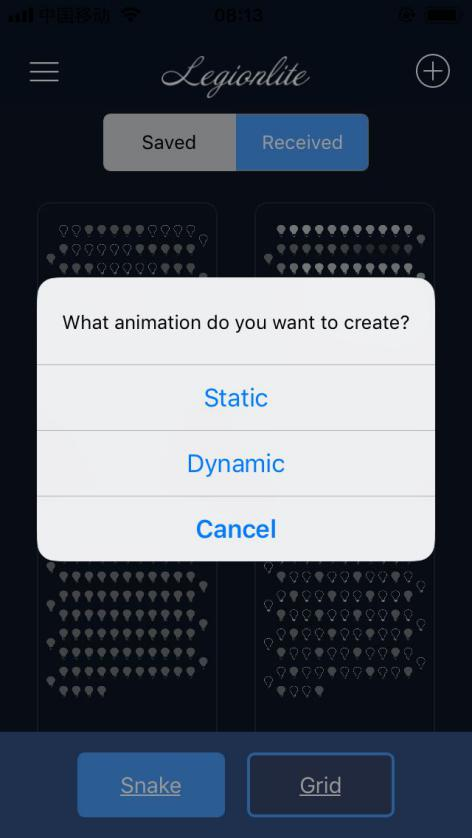 中国移动
08:13
Legionlite
Saved
Received
What animation do you want to create?
Static
Dynamic
Cancel
Snake
Grid